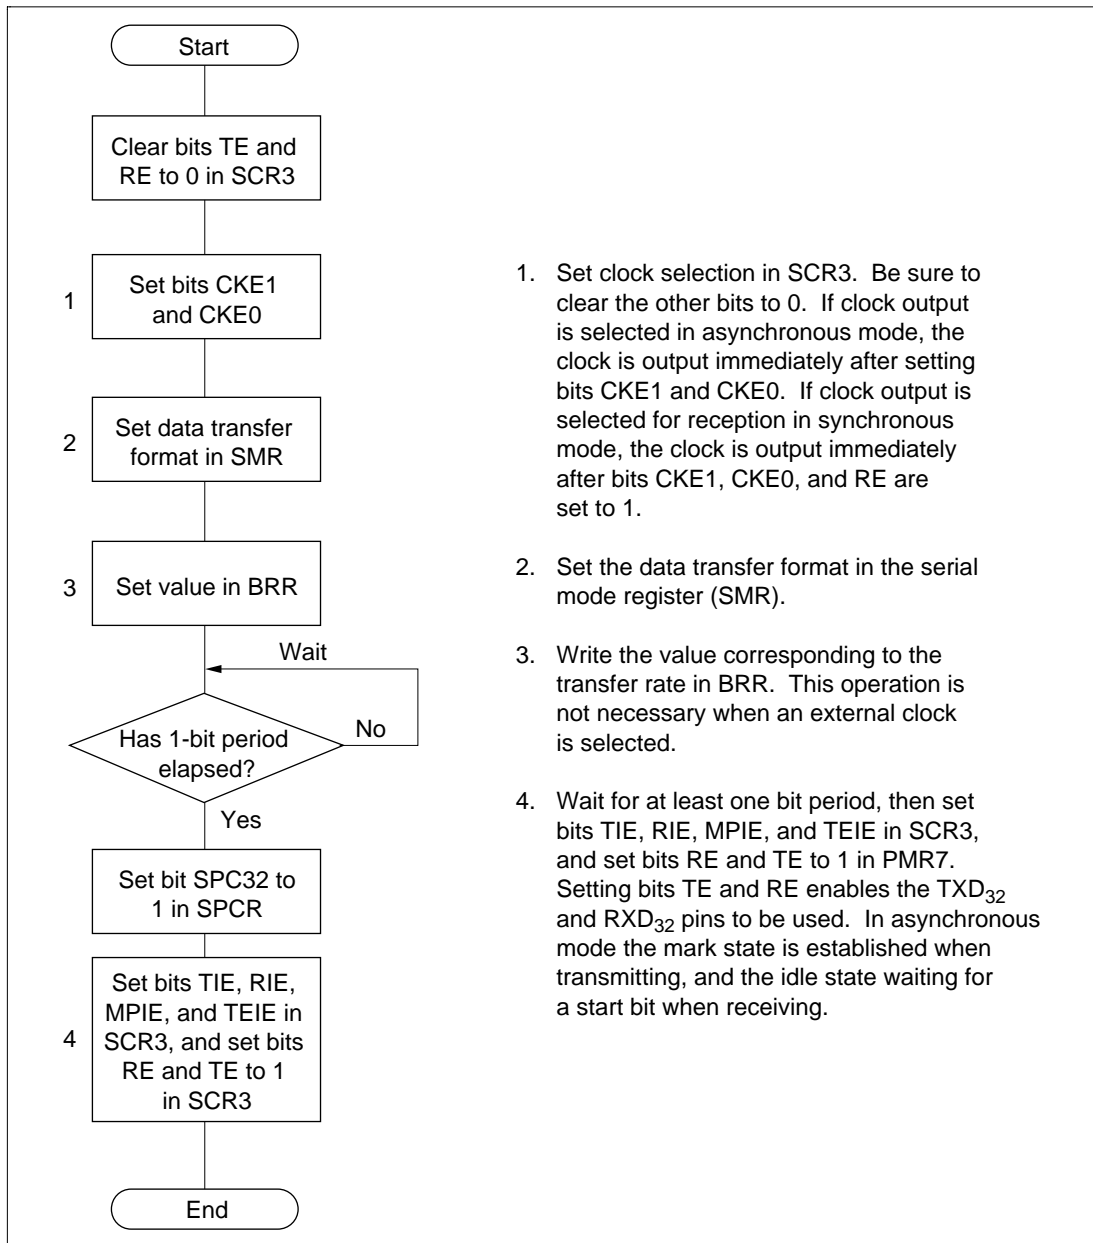 Start
Clear bits TE and
RE to 0 in SCR3
1
Set bits CKE1
and CKE0
2
Set data transfer
format in SMR
3
Set value in BRR
Wait
Has 1-bit period
elapsed?
No
Yes
Set bit SPC32 to
1 in SPCR
4
Set bits TIE, RIE,
MPIE, and TEIE in
SCR3, and set bits
RE and TE to 1
in SCR3
End
1. Set clock selection in SCR3. Be sure to
clear the other bits to 0. If clock output
is selected in asynchronous mode, the
clock is output immediately after setting
bits CKE1 and CKE0. If clock output is
selected for reception in synchronous
mode, the clock is output immediately
after bits CKE1, CKE0, and RE are
set to 1.
2. Set the data transfer format in the serial
mode register (SMR).
3. Write the value corresponding to the
transfer rate in BRR. This operation is
not necessary when an external clock
is selected.
4. Wait for at least one bit period, then set
bits TIE, RIE, MPIE, and TEIE in SCR3,
and set bits RE and TE to 1 in PMR7.
Setting bits TE and RE enables the TXD32
and RXD32 pins to be used. In asynchronous
mode the mark state is established when
transmitting, and the idle state waiting for
a start bit when receiving.